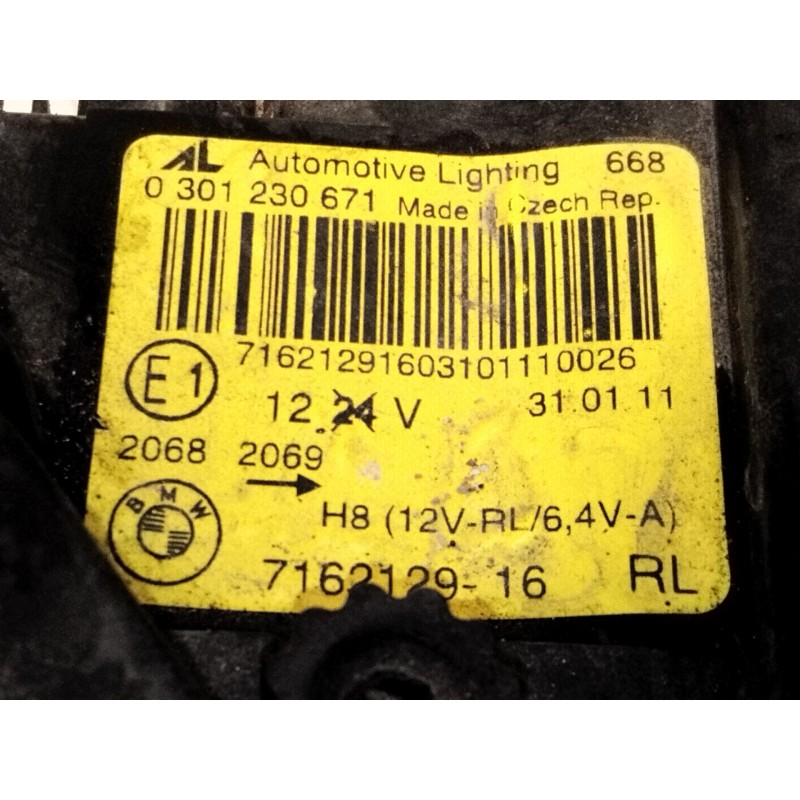 AL Automotive Lighting 668
0 301 230 671 Made in Czech Rep.
71621291603101110026
E1
12.24 V 31.01 11
2068 2069
BMW
H8 (12V-RL/6,4V-A)
7162129-16 RL